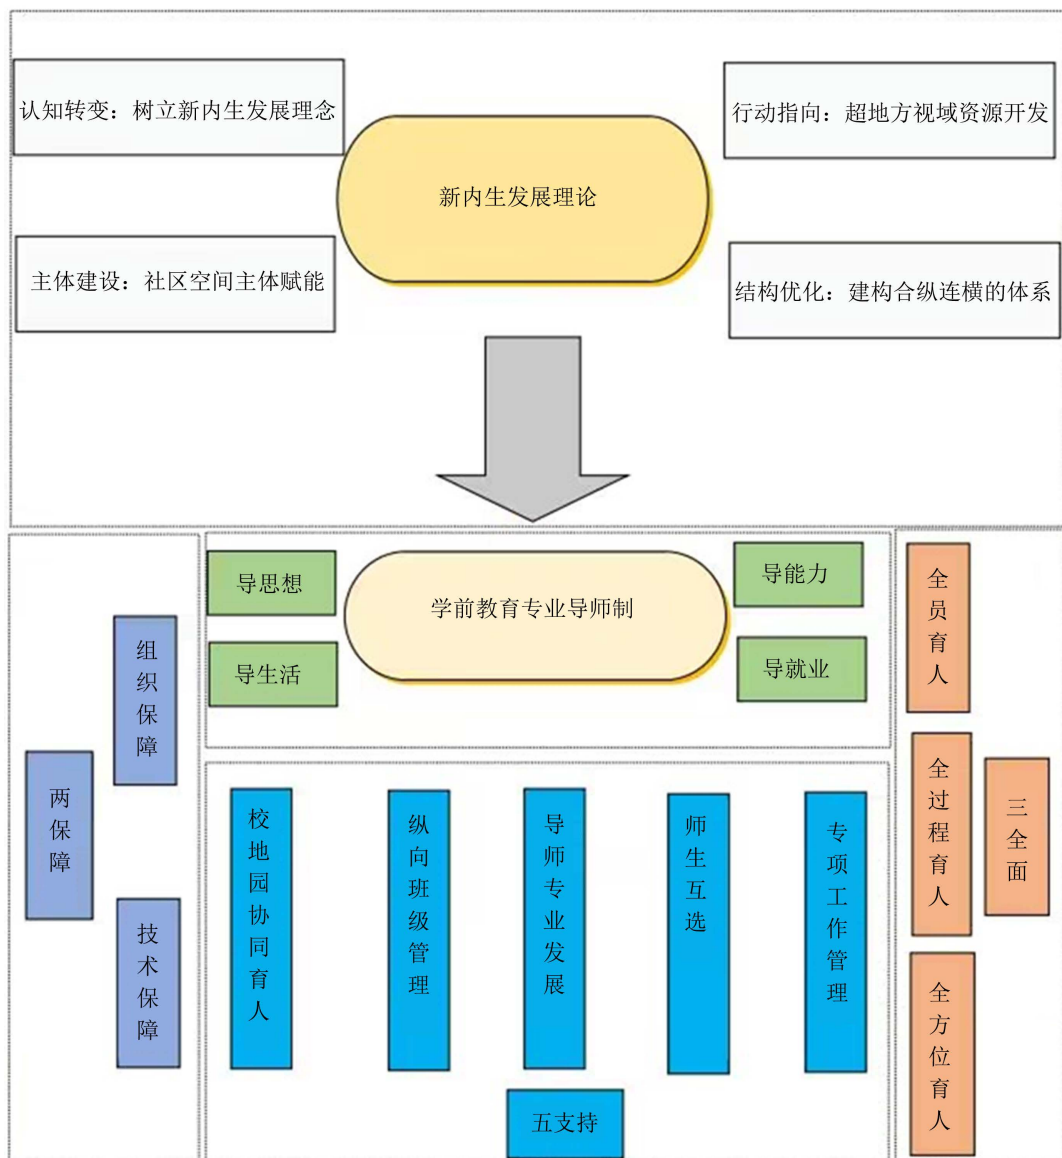 认知转变：树立新内生发展理念
行动指向：超地方视域资源开发
新内生发展理论
主体建设：社区空间主体赋能
结构优化：建构合纵连横的体系
导思想
导能力
学前教育专业导师制
导生活
导就业
组织保障
两保障
技术保障
校地园协同育人
纵向班级管理
导师专业发展
师生互选
专项工作管理
五支持
全员育人
全过程育人
三全面
全方位育人